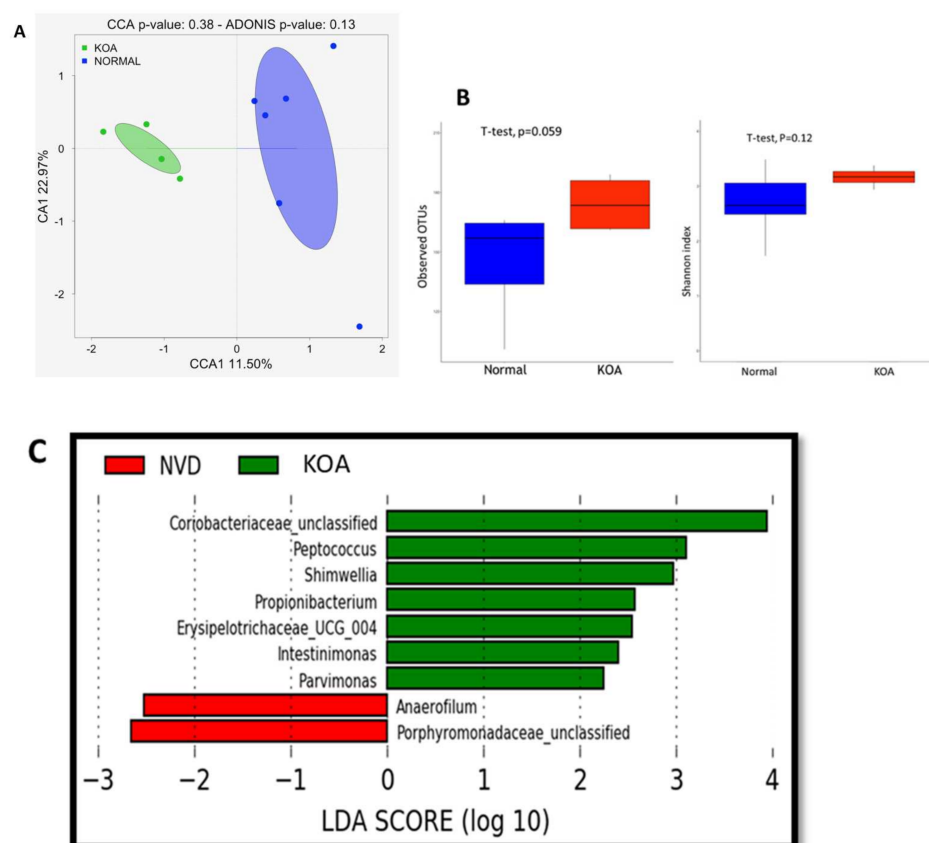 A
CCA p-value: 0.38 - ADONIS p-value: 0.13
KOA
NORMAL
1
0
-1
-2
CA1 22.97%
-2
-1
0
1
2
CCA1 11.50%
B
T-test, p=0.059
Observed OTUs
Normal
KOA
T-test, P=0.12
Shannon index
Normal
KOA
C
NVD
KOA
Coriobacteriaceae_unclassified
Peptococcus
Shimwellia
Propionibacterium
Erysipelotrichaceae_UCG_004
Intestinimonas
Parvimonas
Anaerofilum
Porphyromonadaceae_unclassified
−3
−2
−1
0
1
2
3
4
LDA SCORE (log 10)